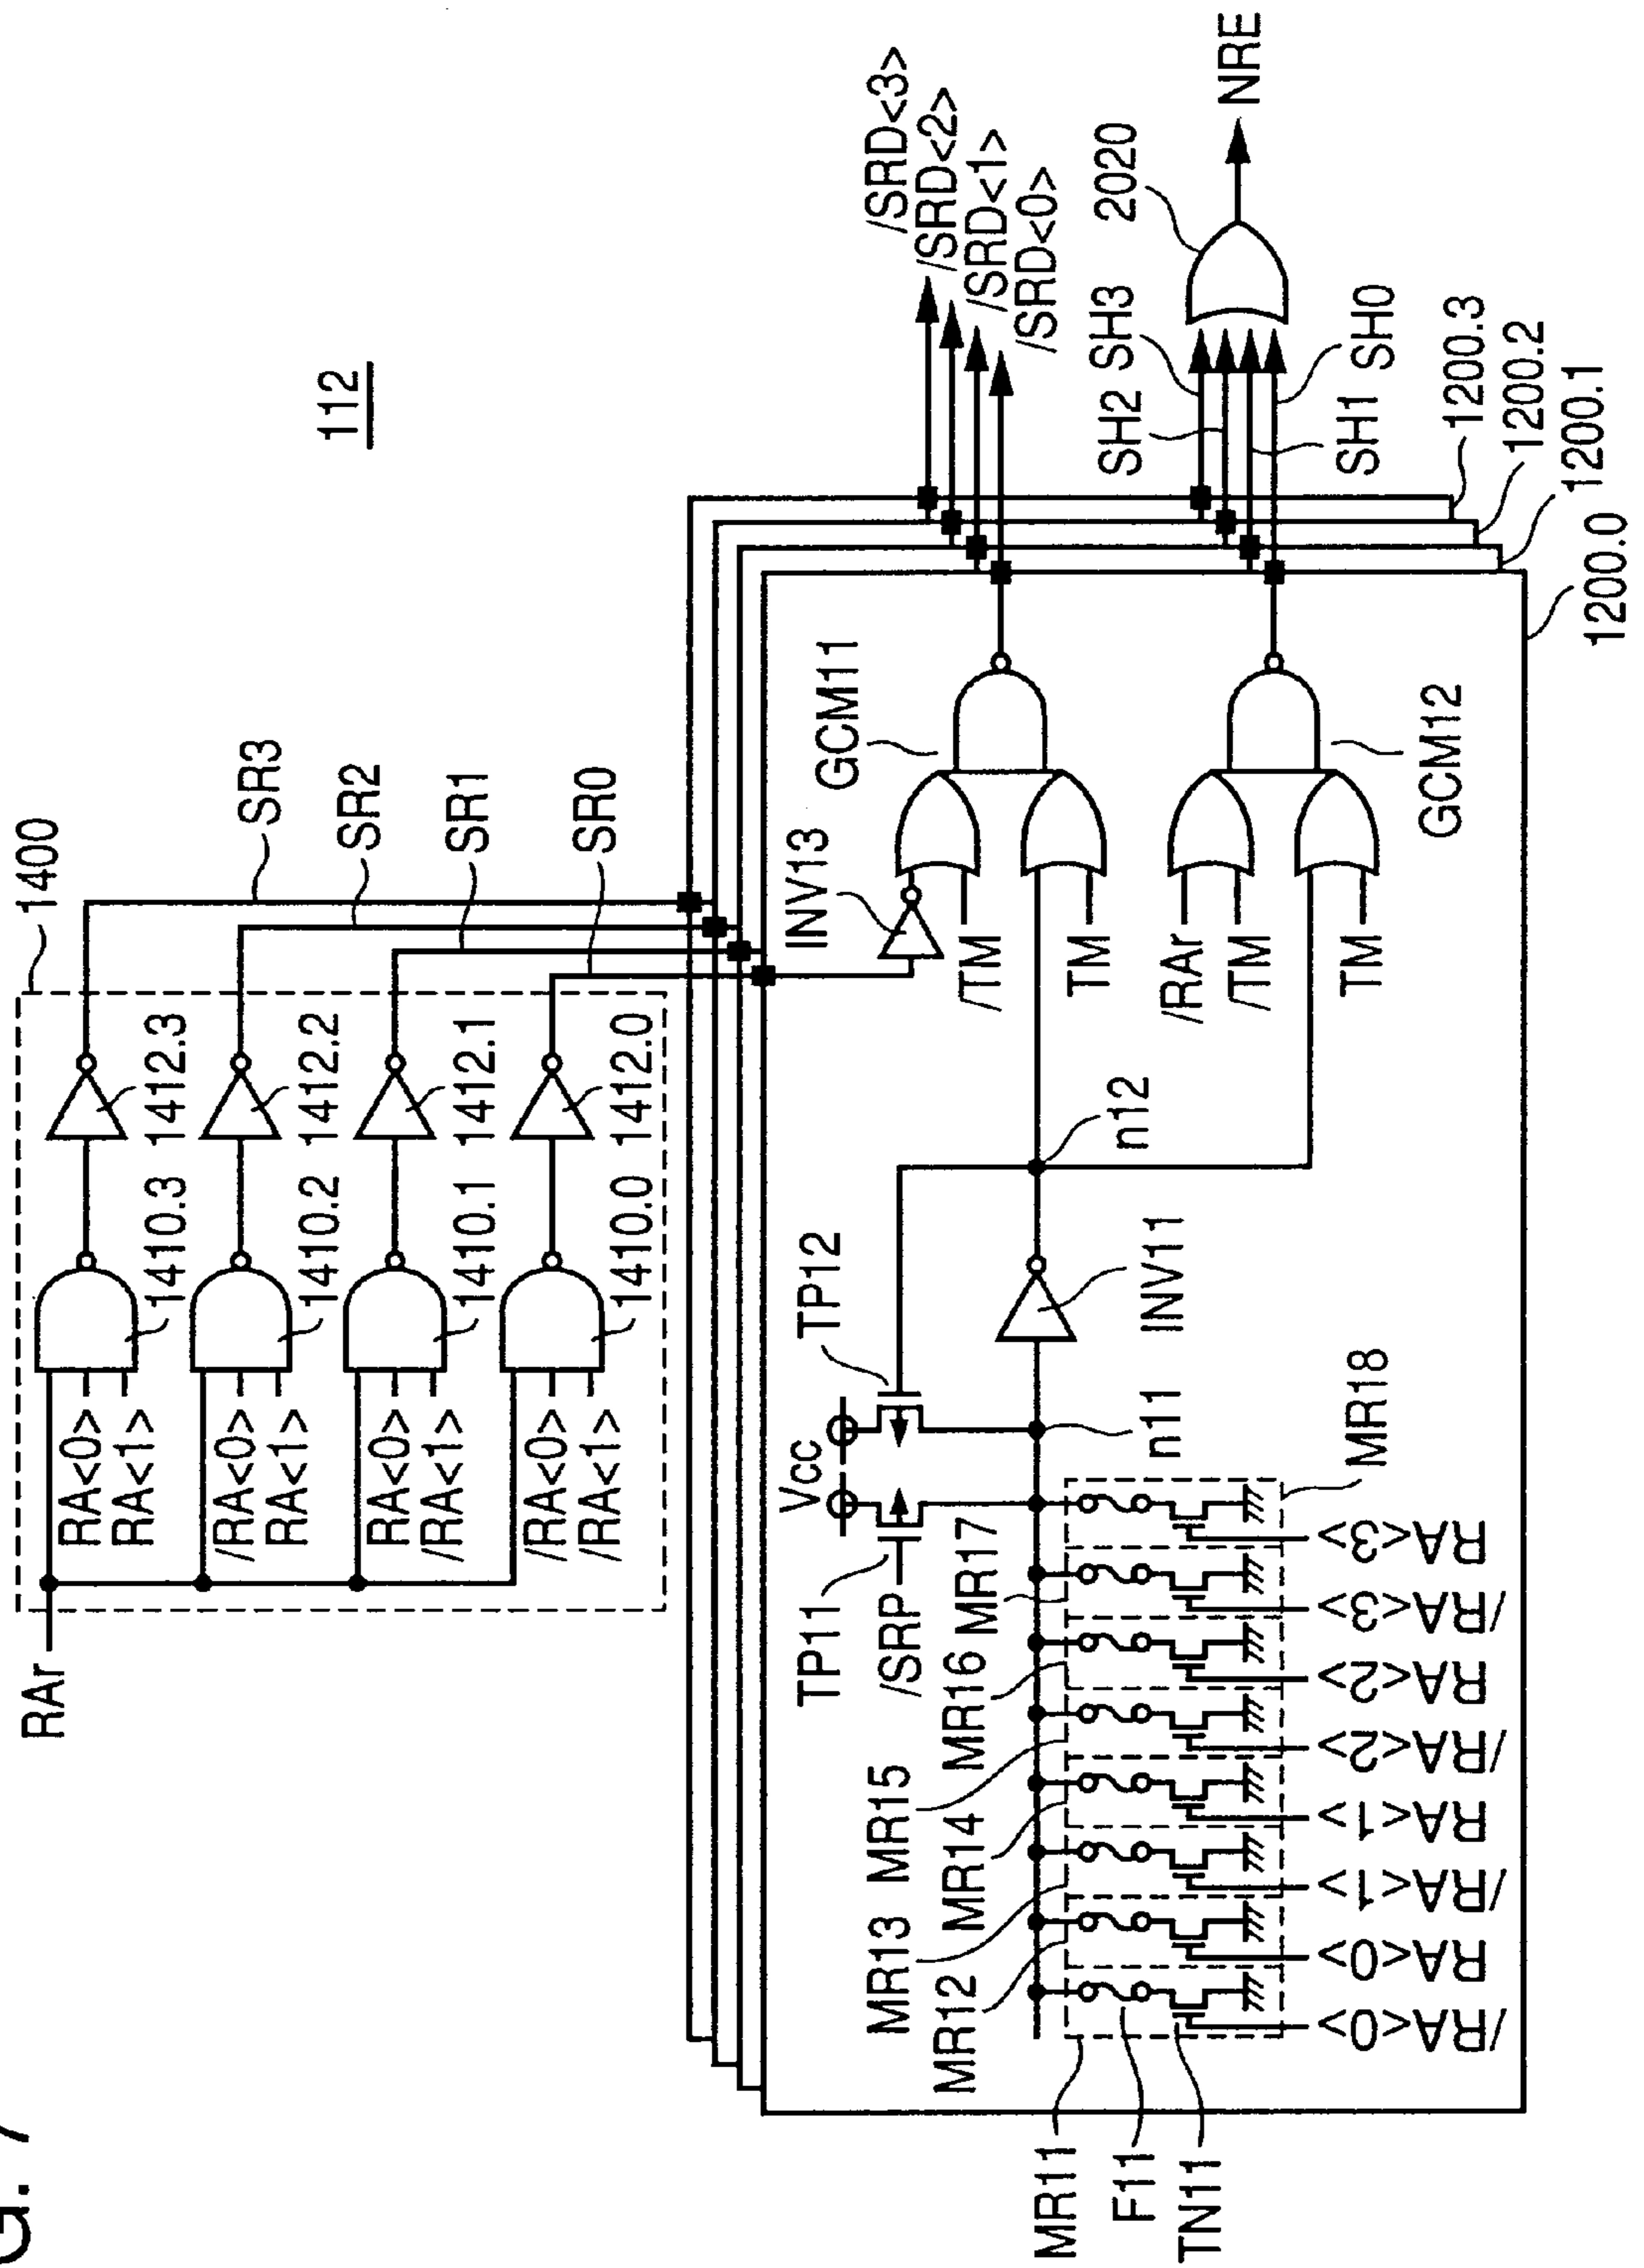 G. 7
112
RAr
1400
RA<0>
RA<1>
1410.3
1412.3
SR3
/RA<0>
RA<1>
1410.2
1412.2
SR2
RA<0>
/RA<1>
1410.1
1412.1
SR1
/RA<0>
/RA<1>
1410.0
1412.0
SR0
/SRD<3>
/SRD<2>
/SRD<1>
/SRD<0>
2020
NRE
SH3
SH2
SH1
SH0
1200.3
1200.2
1200.1
1200.0
Vcc
TP11
/SRP
TP12
INV13
GCM11
/TM
TM
/RAr
/TM
TM
GCM12
n12
INV11
n11
MR18
MR17
MR16
MR15
MR14
MR13
MR12
MR11
F11
TN11
/RA<0>
RA<0>
/RA<1>
RA<1>
/RA<2>
RA<2>
/RA<3>
RA<3>